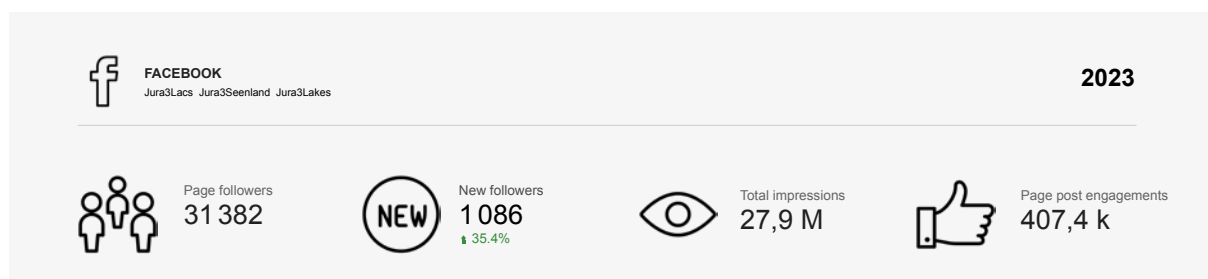 FACEBOOK
Jura3Lacs Jura3Seenland Jura3Lakes
2023
Page followers
31 382
NEW
New followers
1 086
35.4%
Total impressions
27,9 M
Page post engagements
407,4 k